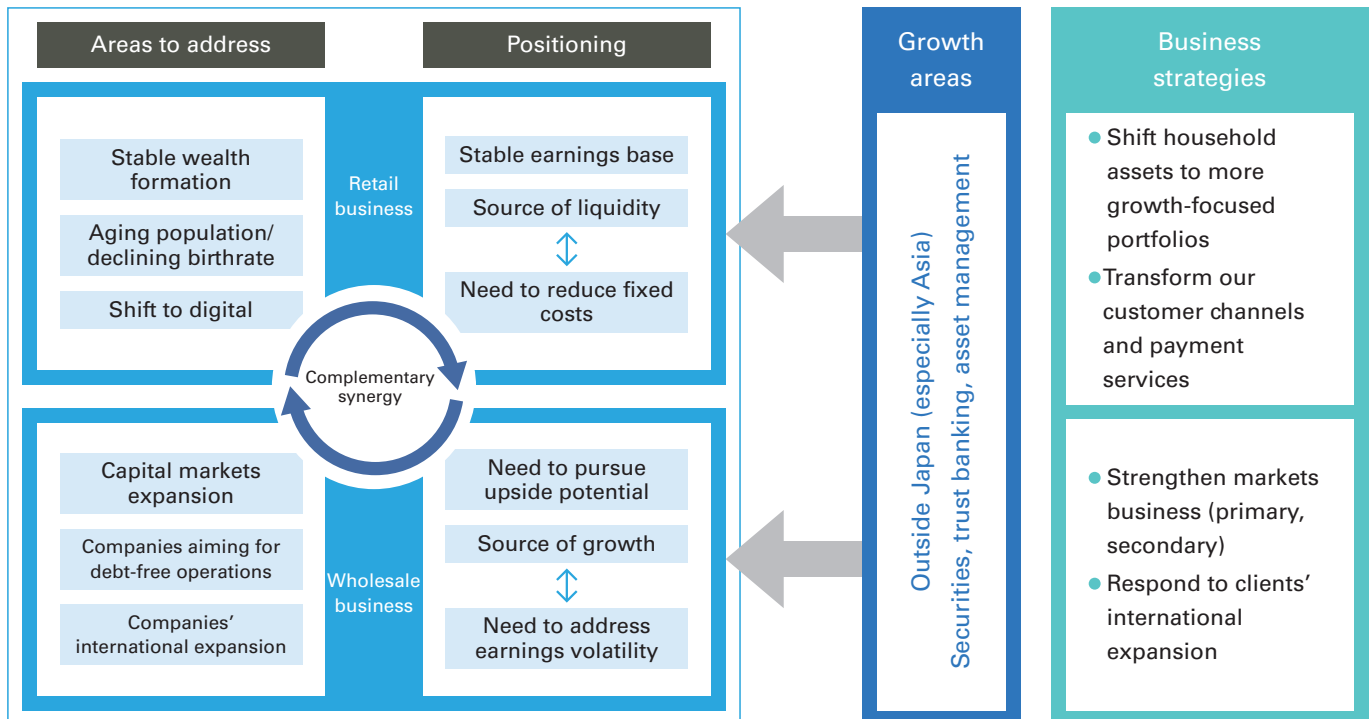 Areas to address
Positioning
Stable wealth
formation
Aging population/
declining birthrate
Shift to digital
Retail
business
Stable earnings base
Source of liquidity
Need to reduce fixed
costs
Complementary
synergy
Capital markets
expansion
Companies aiming for
debt-free operations
Companies’
international expansion
Wholesale
business
Need to pursue
upside potential
Source of growth
Need to address
earnings volatility
Growth
areas
Outside Japan (especially Asia)
Securities, trust banking, asset management
Business
strategies
● Shift household
assets to more
growth-focused
portfolios
● Transform our
customer channels
and payment
services
● Strengthen markets
business (primary,
secondary)
● Respond to clients’
international
expansion